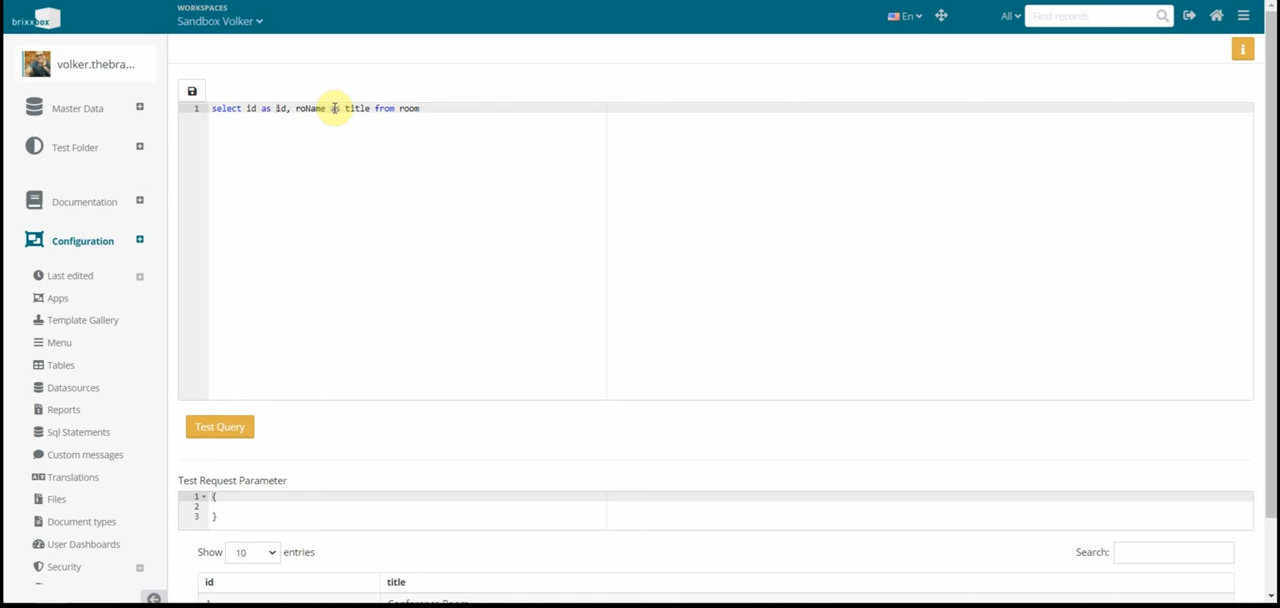 brixxbox
WORKSPACES
Sandbox Volker
En
All
Find records
volker.thebra...
Master Data
Test Folder
Documentation
Configuration
Last edited
Apps
Template Gallery
Menu
Tables
Datasources
Reports
Sql Statements
Custom messages
Translations
Files
Document types
User Dashboards
Security
i
1 select id as id, roName as title from room
Test Query
Test Request Parameter
1 {
2
3 }
Show 10 entries
Search:
id title
1 Conference Room